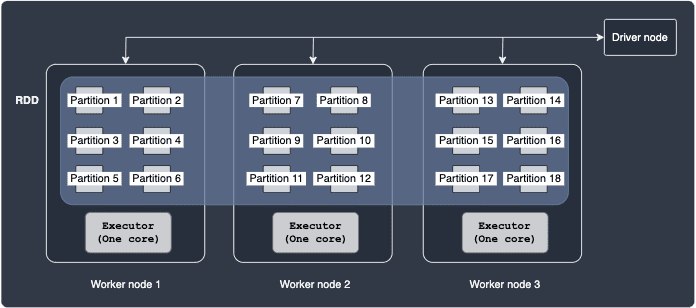 Driver node
RDD
Partition 1 Partition 2 Partition 7 Partition 8 Partition 13 Partition 14
Partition 3 Partition 4 Partition 9 Partition 10 Partition 15 Partition 16
Partition 5 Partition 6 Partition 11 Partition 12 Partition 17 Partition 18
Executor Executor Executor
(One core) (One core) (One core)
Worker node 1 Worker node 2 Worker node 3